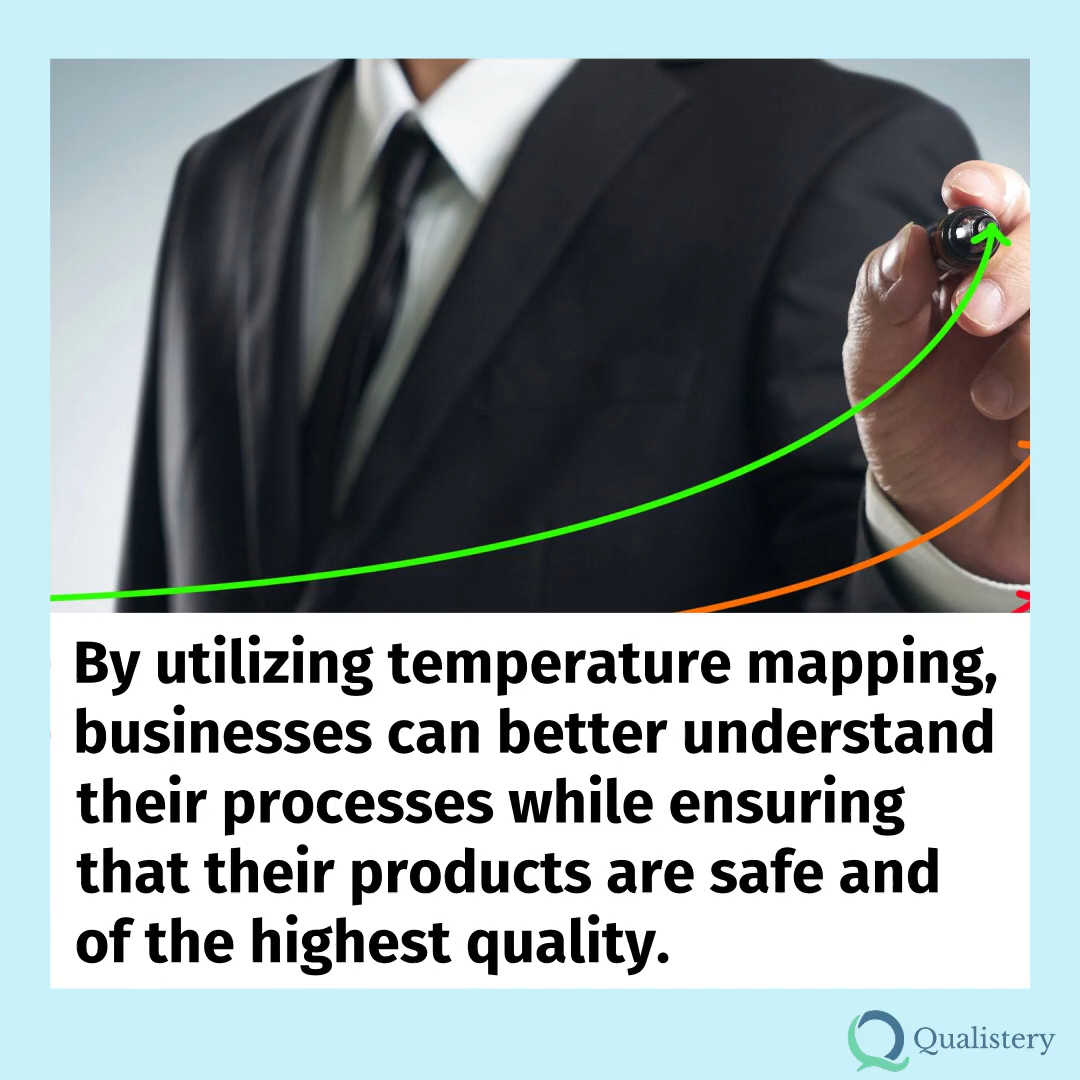 By utilizing temperature mapping,
businesses can better understand
their processes while ensuring
that their products are safe and
of the highest quality.
Qualistery